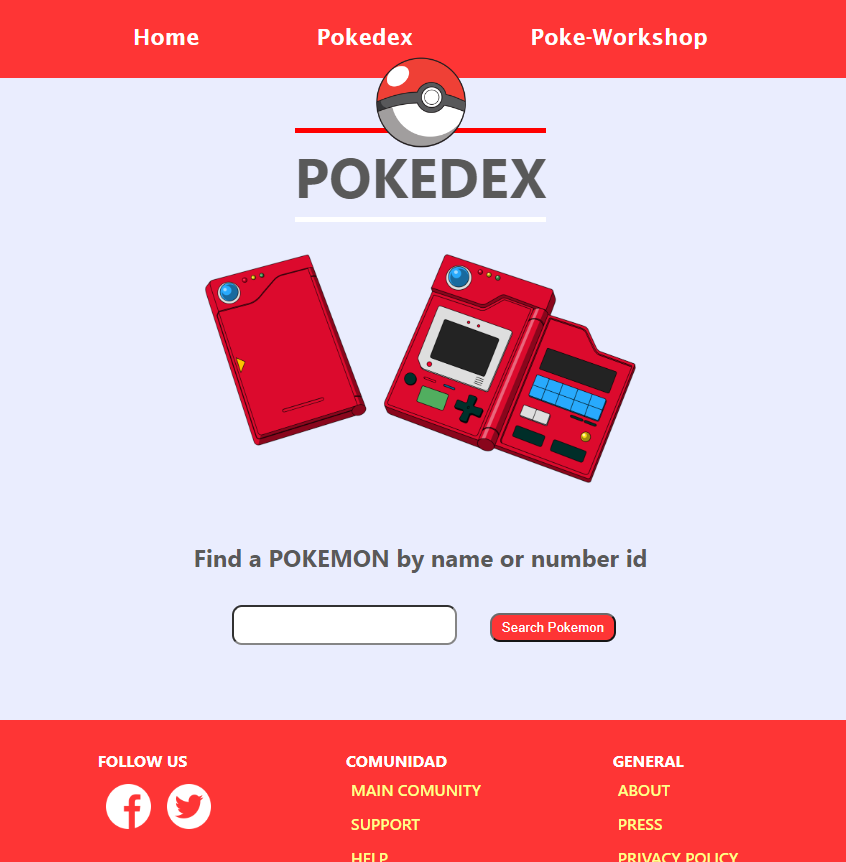 Home Pokedex Poke-Workshop
POKEDEX
Find a POKEMON by name or number id
Search Pokemon
FOLLOW US COMUNIDAD GENERAL
MAIN COMUNITY ABOUT
SUPPORT PRESS
HELP PRIVACY POLICY